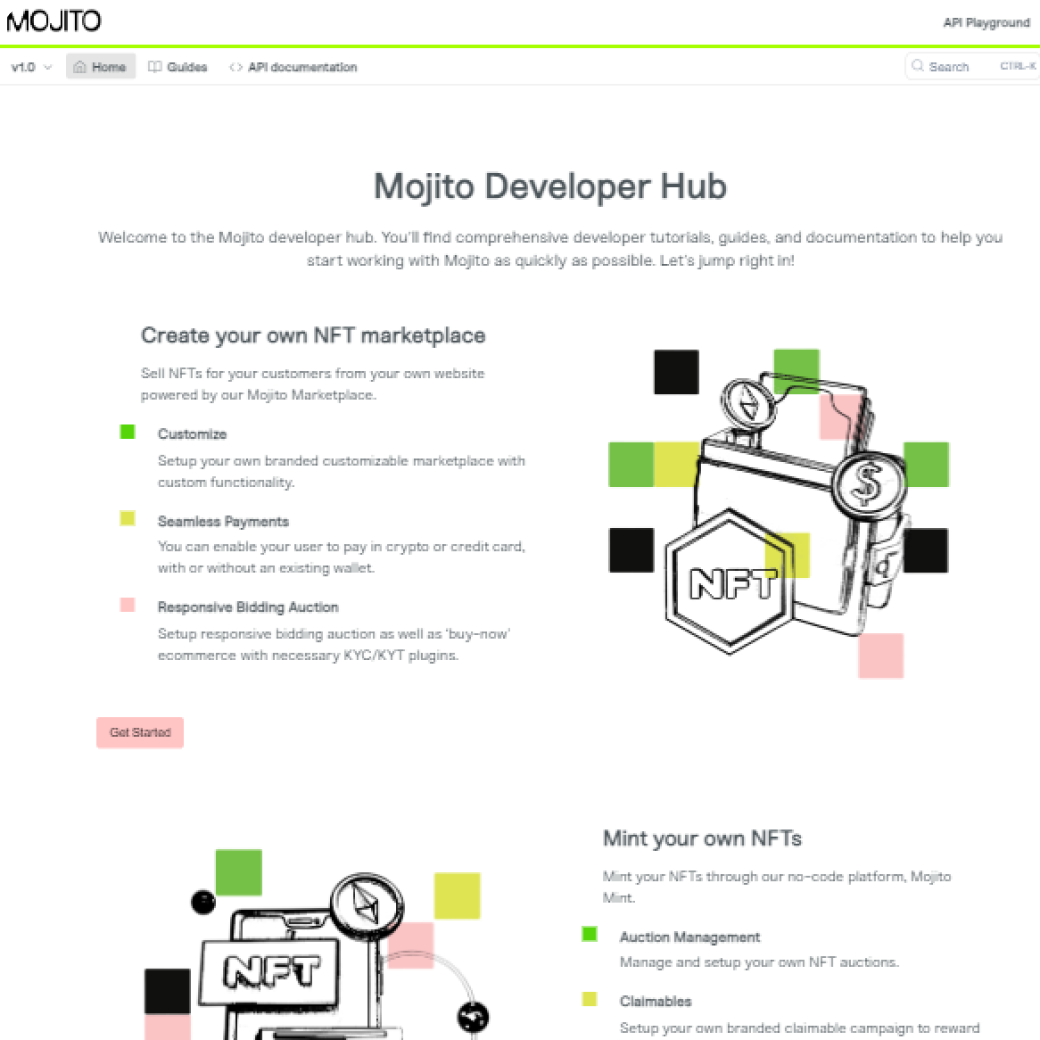 MOJITO
API Playground
v1.0
Home
Guides
API documentation
Search
CTRL-K
Mojito Developer Hub
Welcome to the Mojito developer hub. You'll find comprehensive developer tutorials, guides, and documentation to help you
start working with Mojito as quickly as possible. Let's jump right in!
Create your own NFT marketplace
Sell NFTs for your customers from your own website
powered by our Mojito Marketplace.
Customize
Setup your own branded customizable marketplace with
custom functionality.
Seamless Payments
You can enable your user to pay in crypto or credit card,
with or without an existing wallet.
Responsive Bidding Auction
Setup responsive bidding auction as well as 'buy-now'
ecommerce with necessary KYC/KYT plugins.
$
NFT
Get Started
Mint your own NFTs
Mint your NFTs through our no-code platform, Mojito
Mint.
Auction Management
Manage and setup your own NFT auctions.
Claimables
Setup your own branded claimable campaign to reward
NFT